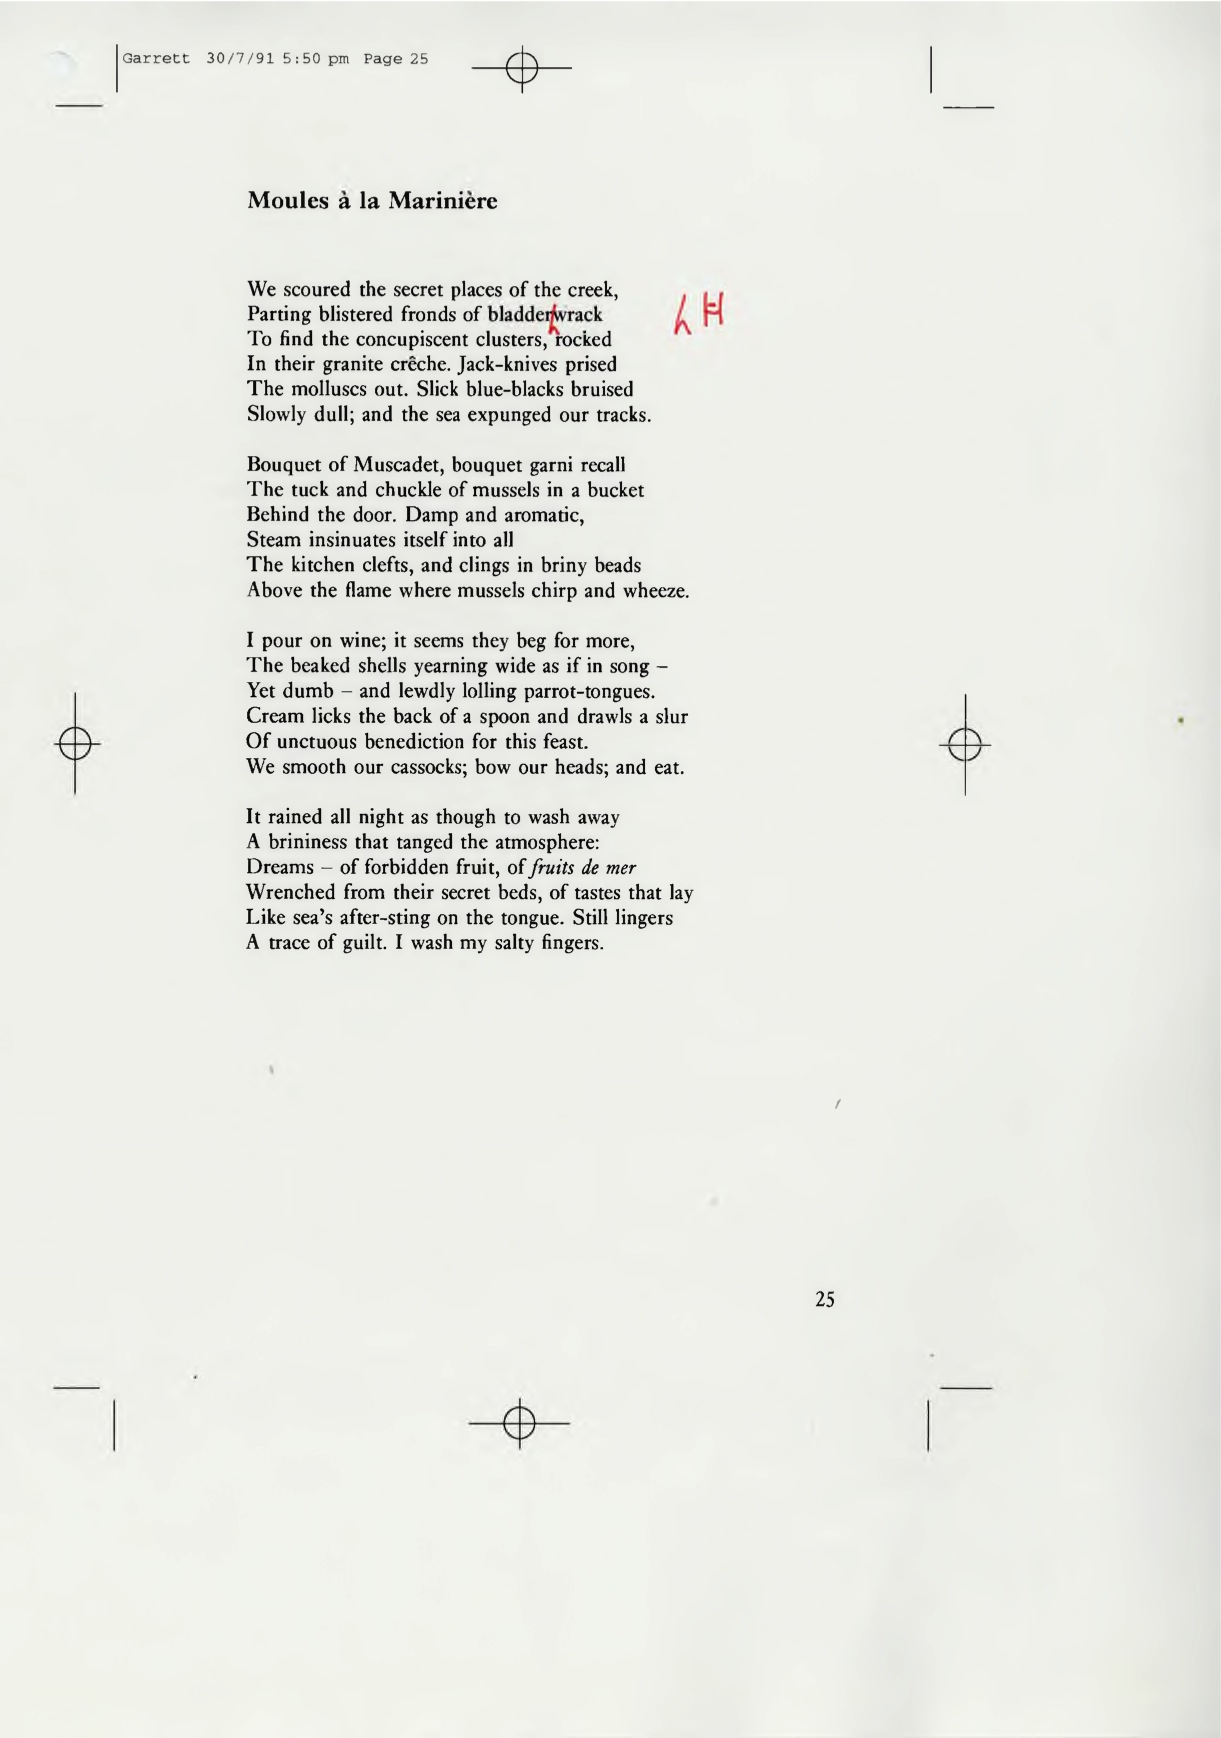 Garrett 30/7/91 5:50 pm Page 25
Moules à la Marinière
We scoured the secret places of the creek,
Parting blistered fronds of bladderwrack
To find the concupiscent clusters, rocked
In their granite crêche. Jack-knives prised
The molluscs out. Slick blue-blacks bruised
Slowly dull; and the sea expunged our tracks.
Bouquet of Muscadet, bouquet garni recall
The tuck and chuckle of mussels in a bucket
Behind the door. Damp and aromatic,
Steam insinuates itself into all
The kitchen clefts, and clings in briny beads
Above the flame where mussels chirp and wheeze.
I pour on wine; it seems they beg for more,
The beaked shells yearning wide as if in song –
Yet dumb – and lewdly lolling parrot-tongues.
Cream licks the back of a spoon and drawls a slur
Of unctuous benediction for this feast.
We smooth our cassocks; bow our heads; and eat.
It rained all night as though to wash away
A brininess that tanged the atmosphere:
Dreams – of forbidden fruit, of fruits de mer
Wrenched from their secret beds, of tastes that lay
Like sea's after-sting on the tongue. Still lingers
A trace of guilt. I wash my salty fingers.
25